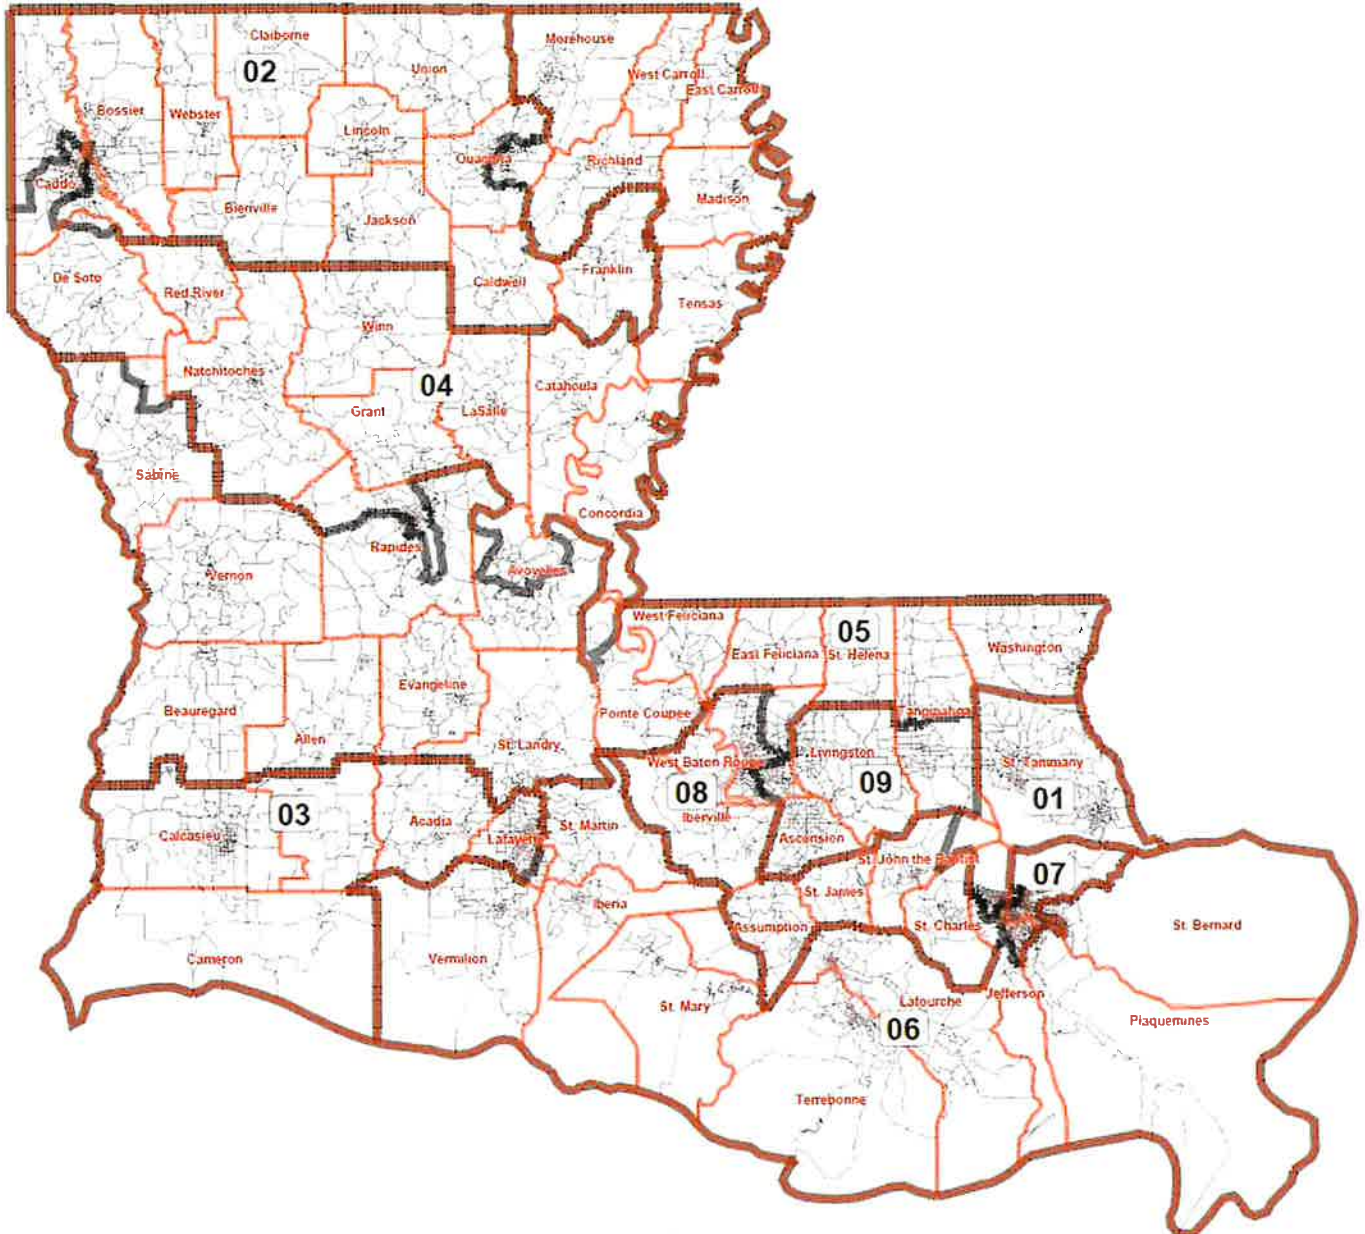 Claiborne
Morehouse
02
Union
West Carroll
East Carroll
Bossier
Webster
Lincoln
Ouachita
Richland
Caddo
Madison
Bienville
Jackson
De Soto
Red River
Caldwell
Franklin
Tensas
Winn
Natchitoches
04
Catahoula
Grant
LaSalle
Sabine
Concordia
Rapides
Avoyelles
Vernon
West Feliciana
05
East Feliciana
St. Helena
Washington
Evangeline
Beauregard
Pointe Coupee
Tangipahoa
Allen
St. Landry
Livingston
West Baton Rouge
St. Tammany
08
09
01
03
Iberville
Acadia
St. Martin
Calcasieu
Lafayette
Ascension
St. John the Baptist
07
St. James
Iberia
Assumption
St. Charles
St. Bernard
Cameron
Vermilion
St. Mary
Lafourche
Jefferson
Plaquemines
06
Terrebonne